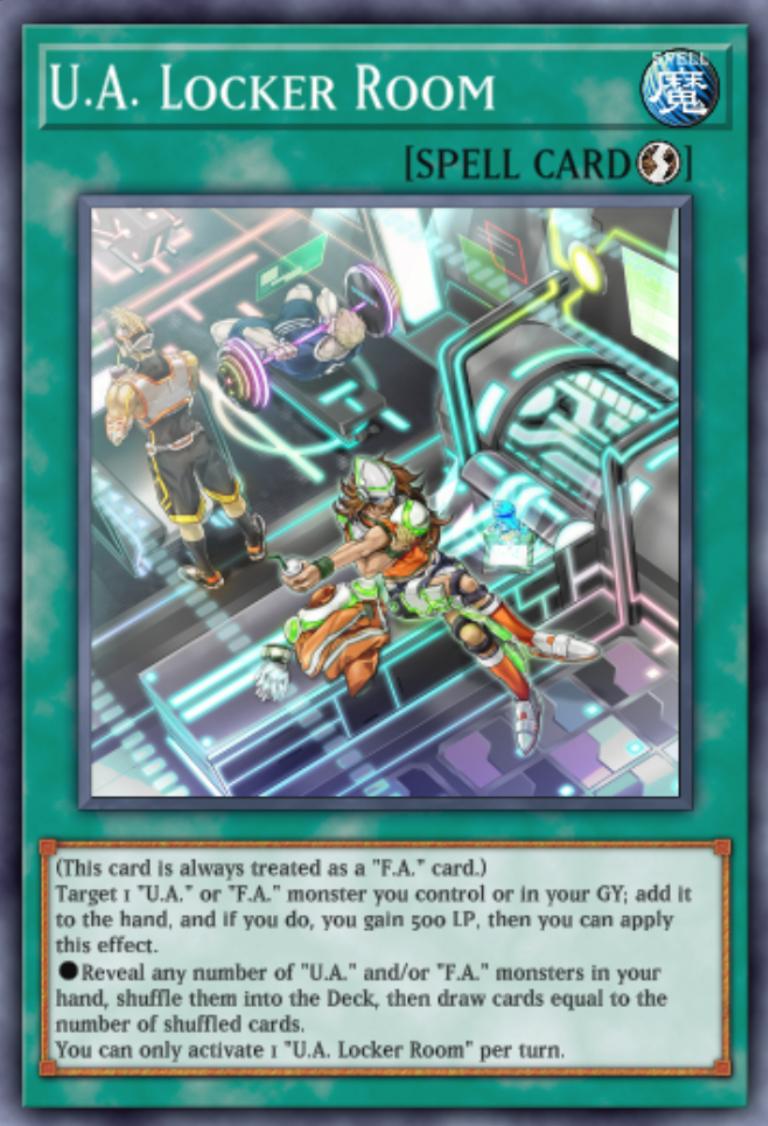 U.A. Locker Room
SPELL
魔
[SPELL CARD]
(This card is always treated as a "F.A." card.)
Target 1 "U.A." or "F.A." monster you control or in your GY; add it
to the hand, and if you do, you gain 500 LP, then you can apply
this effect.
●Reveal any number of "U.A." and/or "F.A." monsters in your
hand, shuffle them into the Deck, then draw cards equal to the
number of shuffled cards.
You can only activate 1 "U.A. Locker Room" per turn.